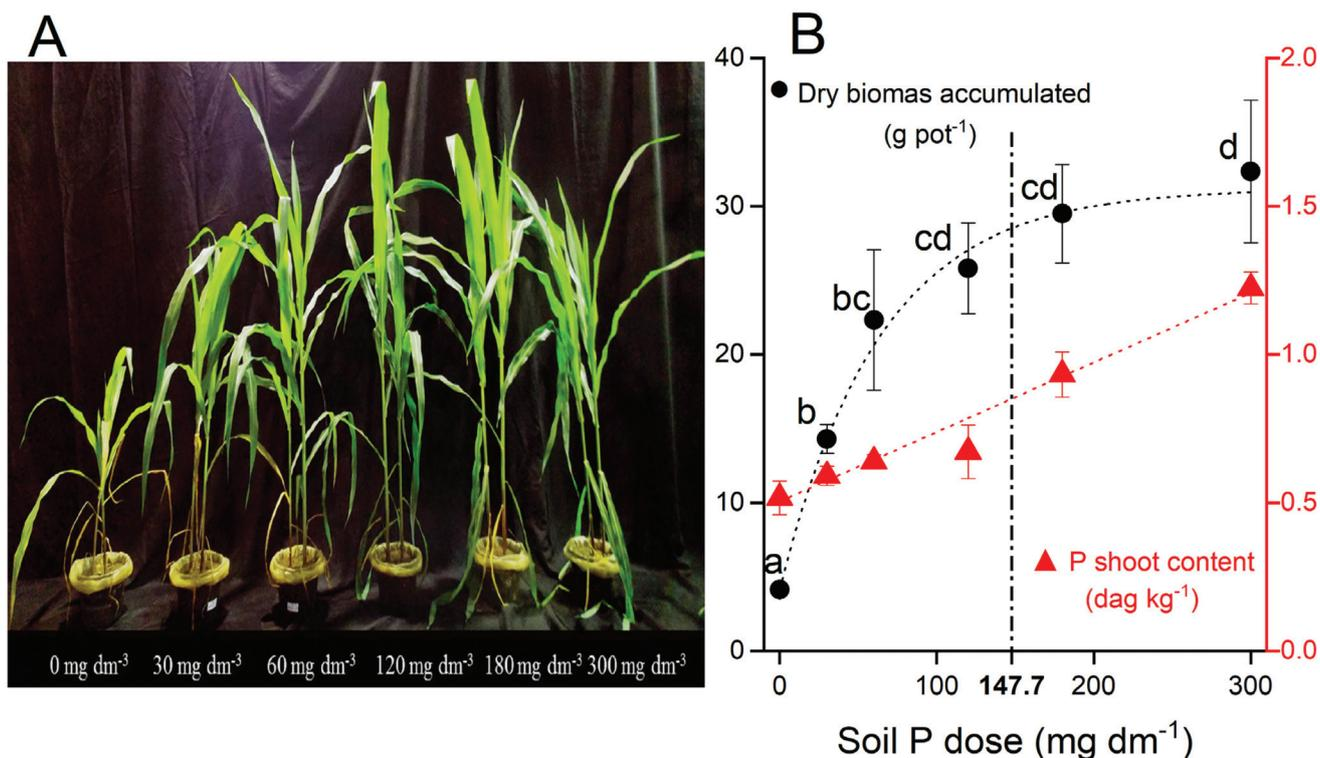 A
0 mg dm-3 30 mg dm-3 60 mg dm-3 120 mg dm-3 180 mg dm-3 300 mg dm-3
B
40
30
20
10
0
Dry biomas accumulated
(g pot-1)
a
b
bc
cd
cd
d
P shoot content
(dag kg-1)
2.0
1.5
1.0
0.5
0.0
0 100 147.7 200 300
Soil P dose (mg dm-1)